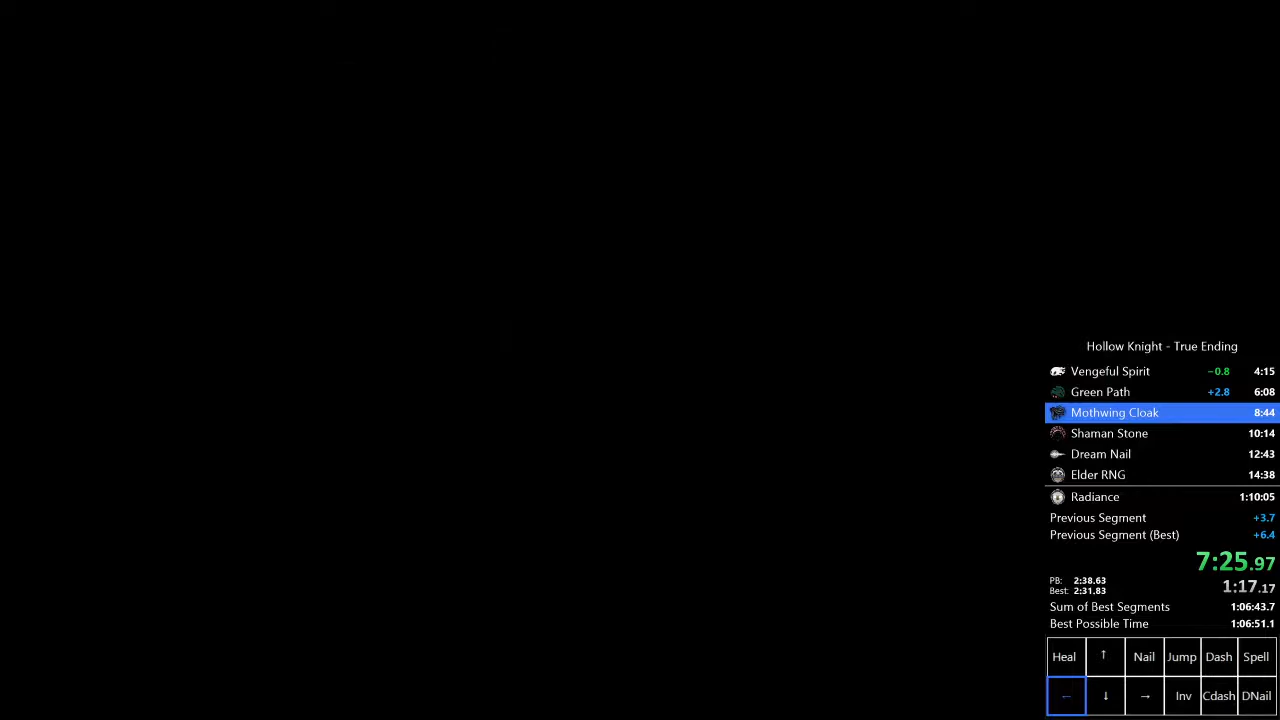 Hollow Knight - True Ending
Vengeful Spirit −0.8 4:15
Green Path +2.8 6:08
Mothwing Cloak 8:44
Shaman Stone 10:14
Dream Nail 12:43
Elder RNG 14:38
Radiance 1:10:05
Previous Segment +3.7
Previous Segment (Best) +6.4
7:25.97
PB: 2:38.63
Best: 2:31.83
1:17.17
Sum of Best Segments 1:06:43.7
Best Possible Time 1:06:51.1
Heal ↑ Nail Jump Dash Spell
← ↓ → Inv Cdash DNail